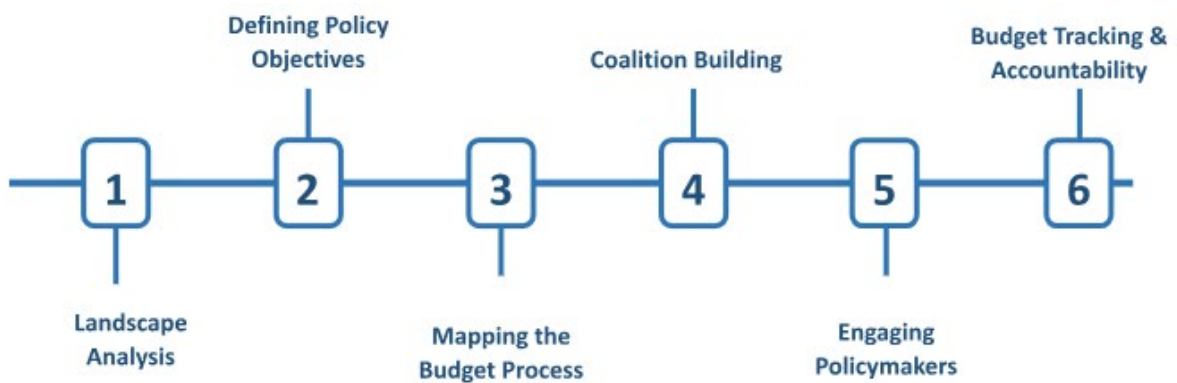 Defining Policy
Objectives
Coalition Building
Budget Tracking &
Accountability
1
2
3
4
5
6
Landscape
Analysis
Mapping the
Budget Process
Engaging
Policymakers